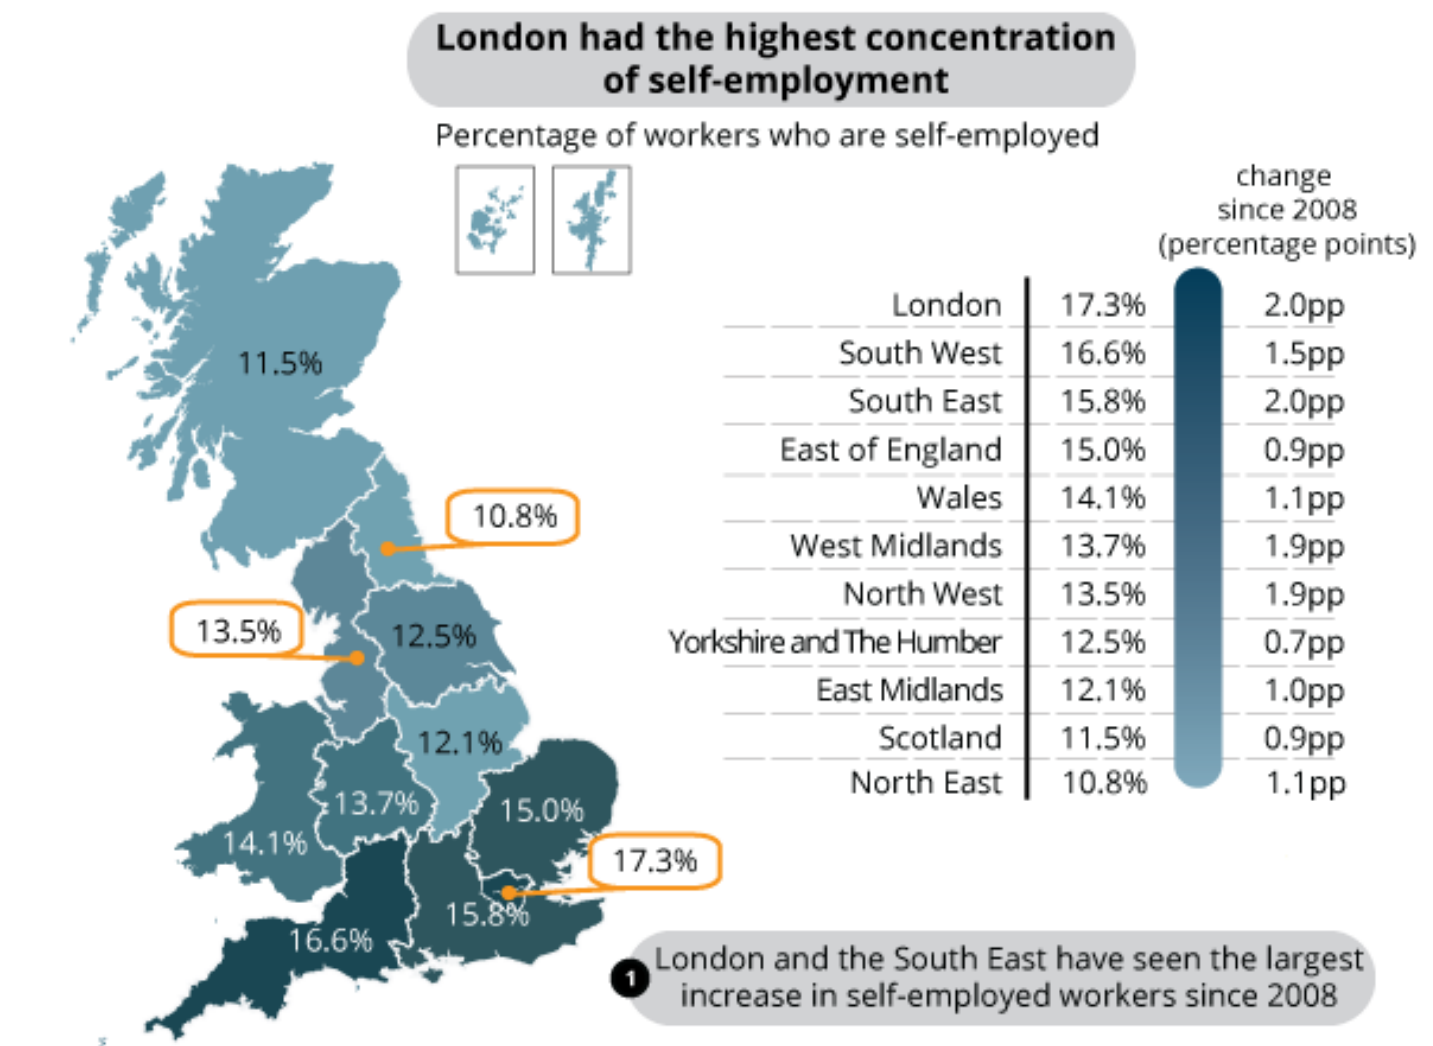 London had the highest concentration
of self-employment
Percentage of workers who are self-employed
change
since 2008
(percentage points)
London 17.3% 2.0pp
South West 16.6% 1.5pp
South East 15.8% 2.0pp
East of England 15.0% 0.9pp
Wales 14.1% 1.1pp
West Midlands 13.7% 1.9pp
North West 13.5% 1.9pp
Yorkshire and The Humber 12.5% 0.7pp
East Midlands 12.1% 1.0pp
Scotland 11.5% 0.9pp
North East 10.8% 1.1pp
11.5%
10.8%
13.5%
12.5%
12.1%
13.7%
15.0%
14.1%
17.3%
15.8%
16.6%
1 London and the South East have seen the largest
increase in self-employed workers since 2008